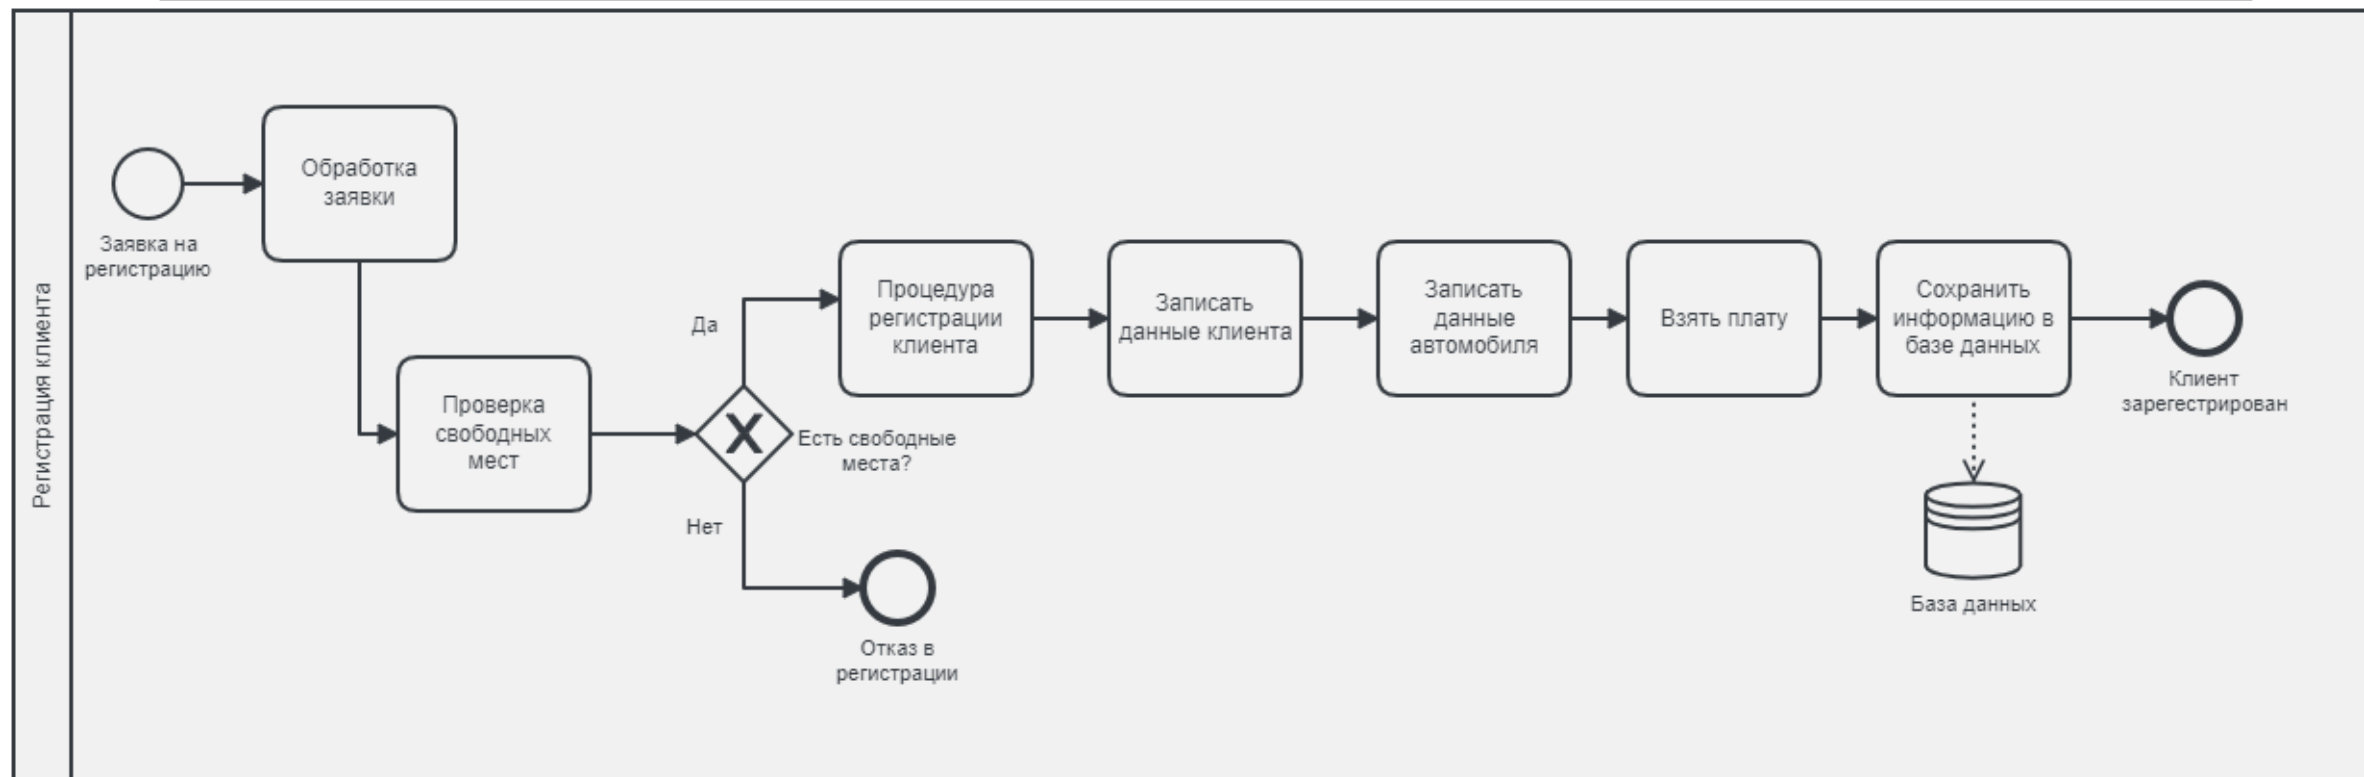 Регистрация клиента
Заявка на
регистрацию
Обработка
заявки
Проверка
свободных
мест
Да
Есть свободные
места?
Нет
Отказ в
регистрации
Процедура
регистрации
клиента
Записать
данные клиента
Записать
данные
автомобиля
Взять плату
Сохранить
информацию в
базе данных
База данных
Клиент
зарегестрирован